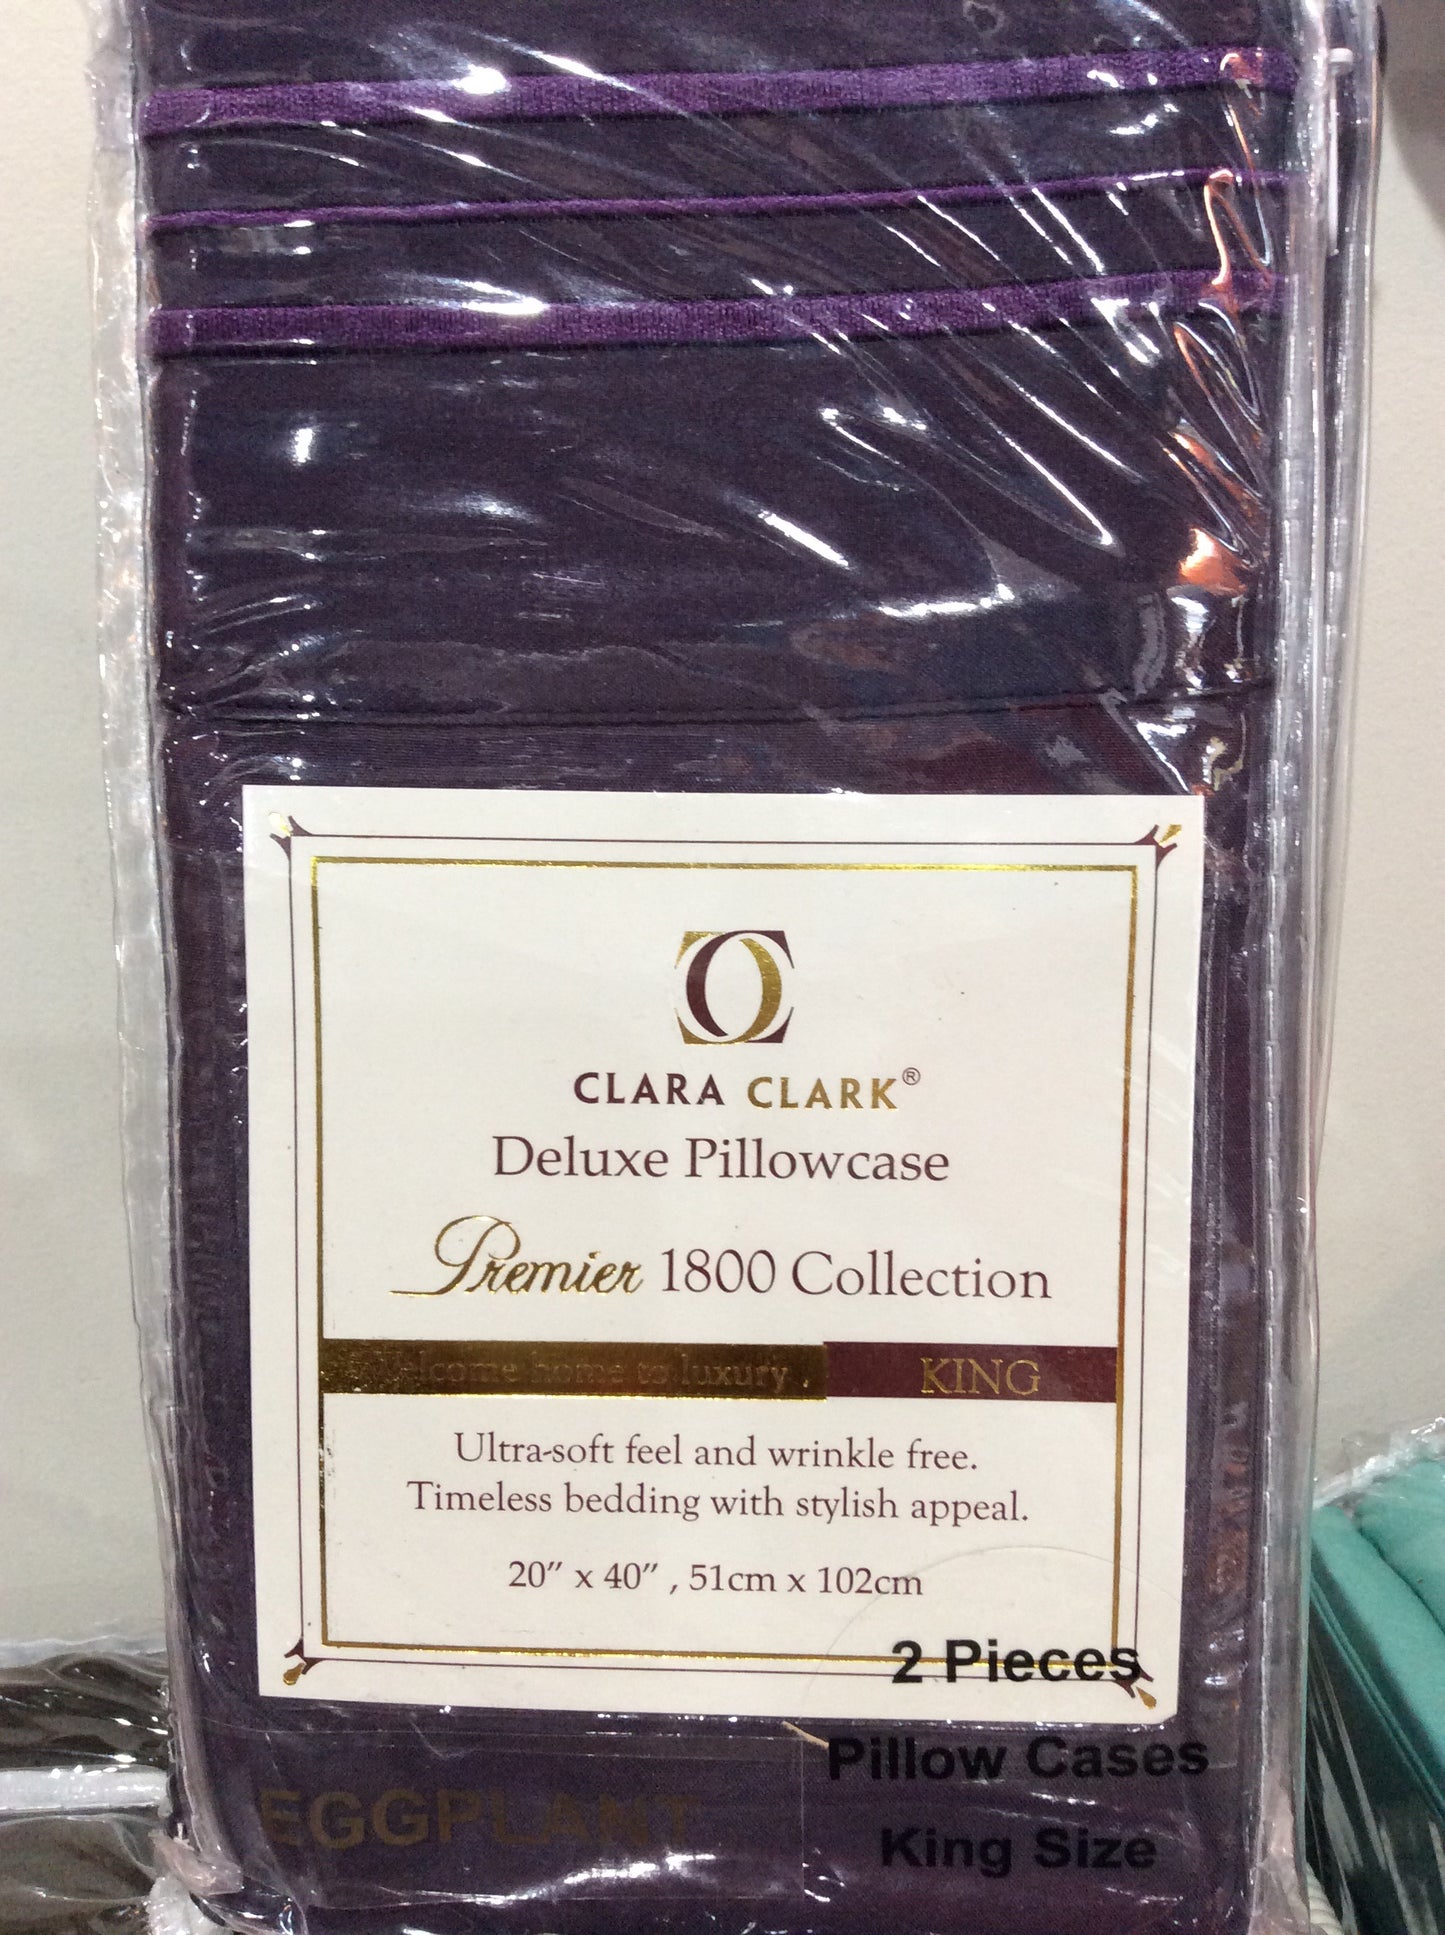 CLARA CLARK®
Deluxe Pillowcase
Premier 1800 Collection
Welcome home to luxury . KING
Ultra-soft feel and wrinkle free.
Timeless bedding with stylish appeal.
20” x 40” , 51cm x 102cm
2 Pieces
Pillow Cases
King Size
EGGPLANT